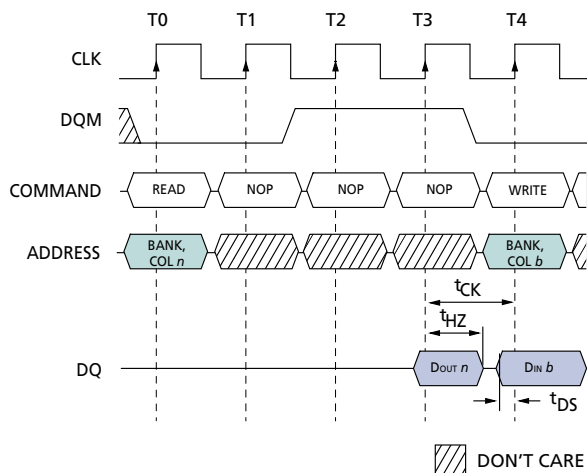 T0 T1 T2 T3 T4
CLK
DQM
COMMAND READ NOP NOP NOP WRITE
ADDRESS BANK, COL n BANK, COL b
tCK
tHZ
DQ DOUT n DIN b
tDS
DON'T CARE